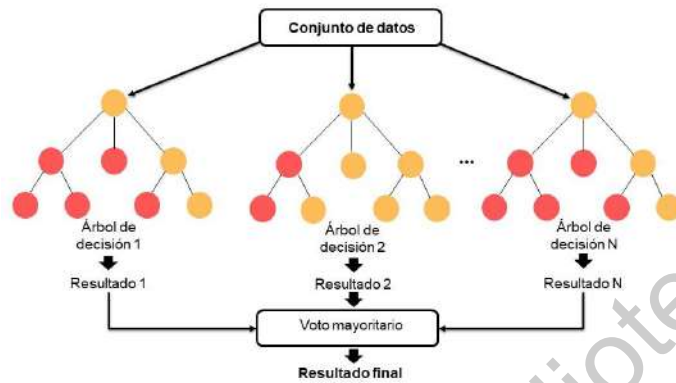 Conjunto de datos
...
Árbol de
decisión 1
Árbol de
decisión 2
Árbol de
decisión N
Resultado 1
Resultado 2
Resultado N
Voto mayoritario
Resultado final